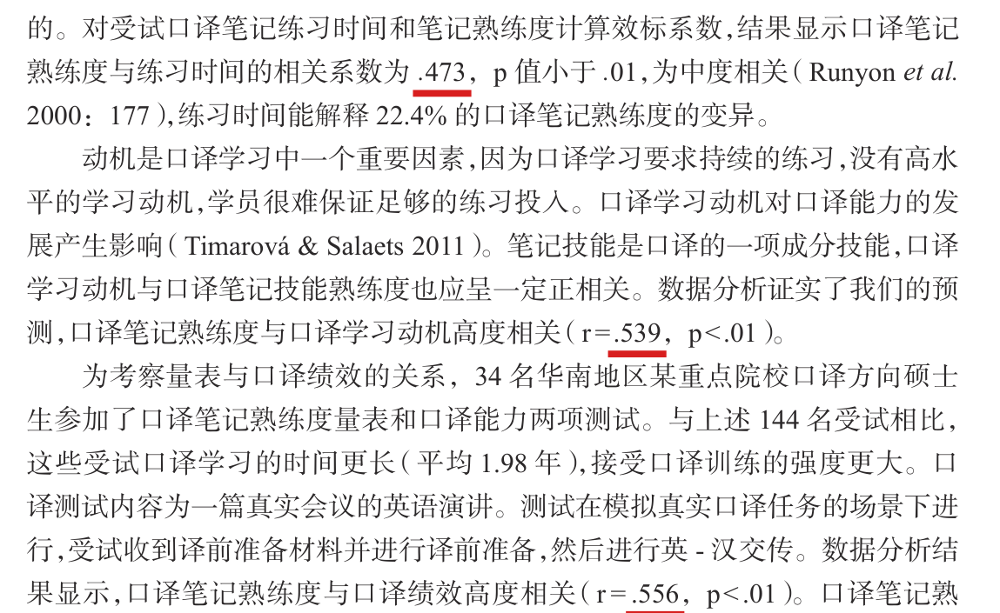 的。对受试口译笔记练习时间和笔记熟练度计算效标系数,结果显示口译笔记
熟练度与练习时间的相关系数为 .473，p 值小于 .01,为中度相关( Runyon et al.
2000：177 ),练习时间能解释 22.4% 的口译笔记熟练度的变异。
动机是口译学习中一个重要因素,因为口译学习要求持续的练习,没有高水
平的学习动机,学员很难保证足够的练习投入。口译学习动机对口译能力的发
展产生影响( Timarová & Salaets 2011 )。笔记技能是口译的一项成分技能,口译
学习动机与口译笔记技能熟练度也应呈一定正相关。数据分析证实了我们的预
测,口译笔记熟练度与口译学习动机高度相关( r=.539，p<.01 )。
为考察量表与口译绩效的关系，34 名华南地区某重点院校口译方向硕士
生参加了口译笔记熟练度量表和口译能力两项测试。与上述 144 名受试相比,
这些受试口译学习的时间更长( 平均 1.98 年 ),接受口译训练的强度更大。口
译测试内容为一篇真实会议的英语演讲。测试在模拟真实口译任务的场景下进
行,受试收到译前准备材料并进行译前准备,然后进行英 - 汉交传。数据分析结
果显示,口译笔记熟练度与口译绩效高度相关( r=.556，p<.01 )。口译笔记熟